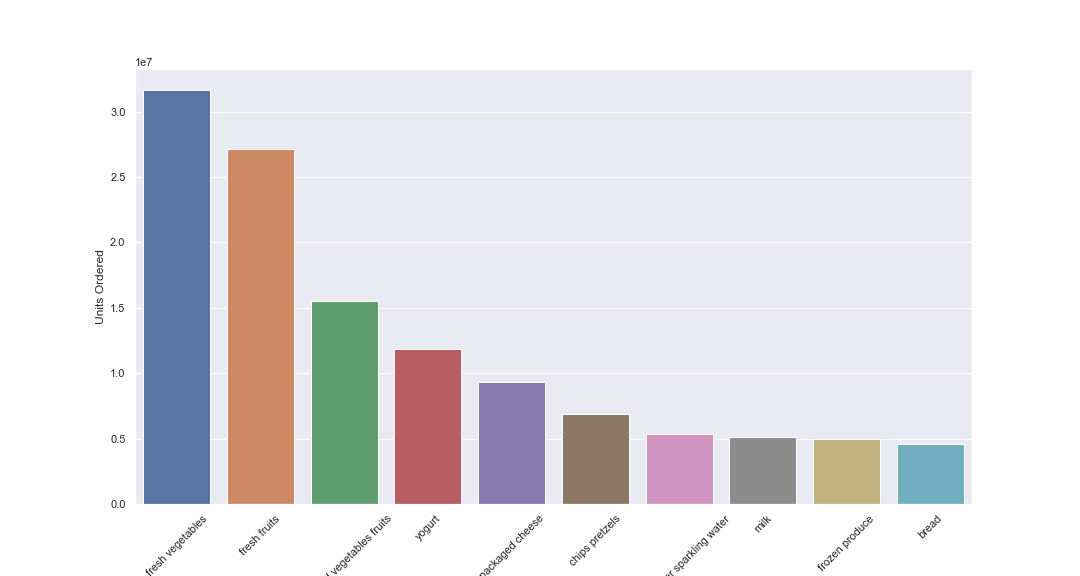 1e7
3.0
2.5
2.0
1.5
1.0
0.5
0.0
Units Ordered
fresh vegetables
fresh fruits
vegetables fruits
yogurt
packaged cheese
chips pretzels
sparkling water
milk
frozen produce
bread